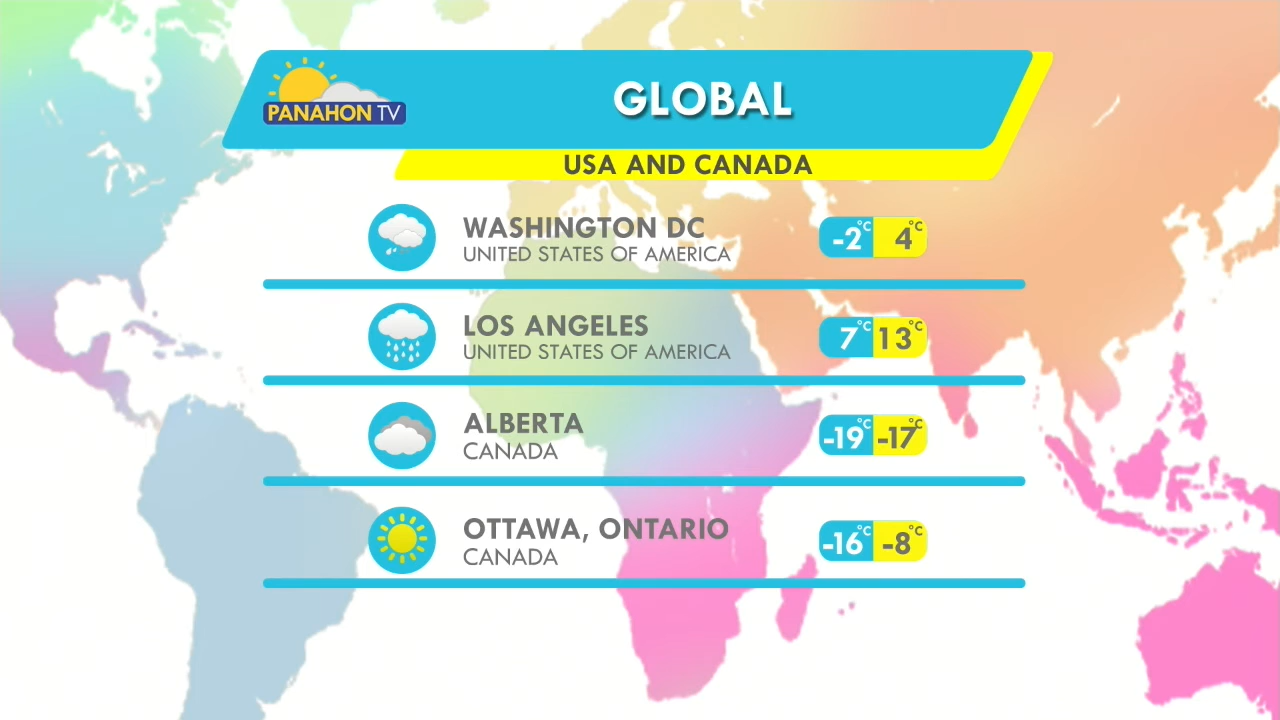 PANAHON TV
GLOBAL
USA AND CANADA
WASHINGTON DC
UNITED STATES OF AMERICA
-2°C 4°C
LOS ANGELES
UNITED STATES OF AMERICA
7°C 13°C
ALBERTA
CANADA
-19°C -17°C
OTTAWA, ONTARIO
CANADA
-16°C -8°C